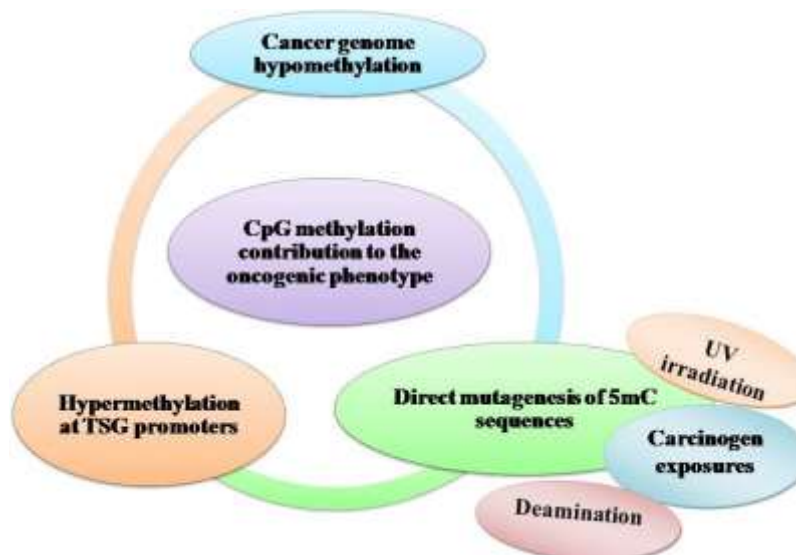 Cancer genome
hypomethylation
CpG methylation
contribution to the
oncogenic phenotype
Hypermethylation
at TSG promoters
Direct mutagenesis of 5mC
sequences
UV
irradiation
Carcinogen
exposures
Deamination